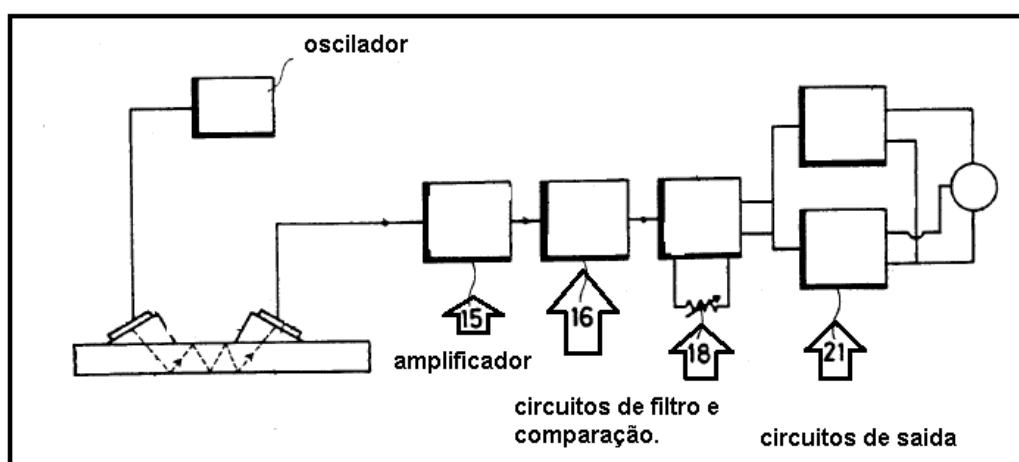 oscilador
15
16
18
21
amplificador
circuitos de filtro e
comparação.
circuitos de saida